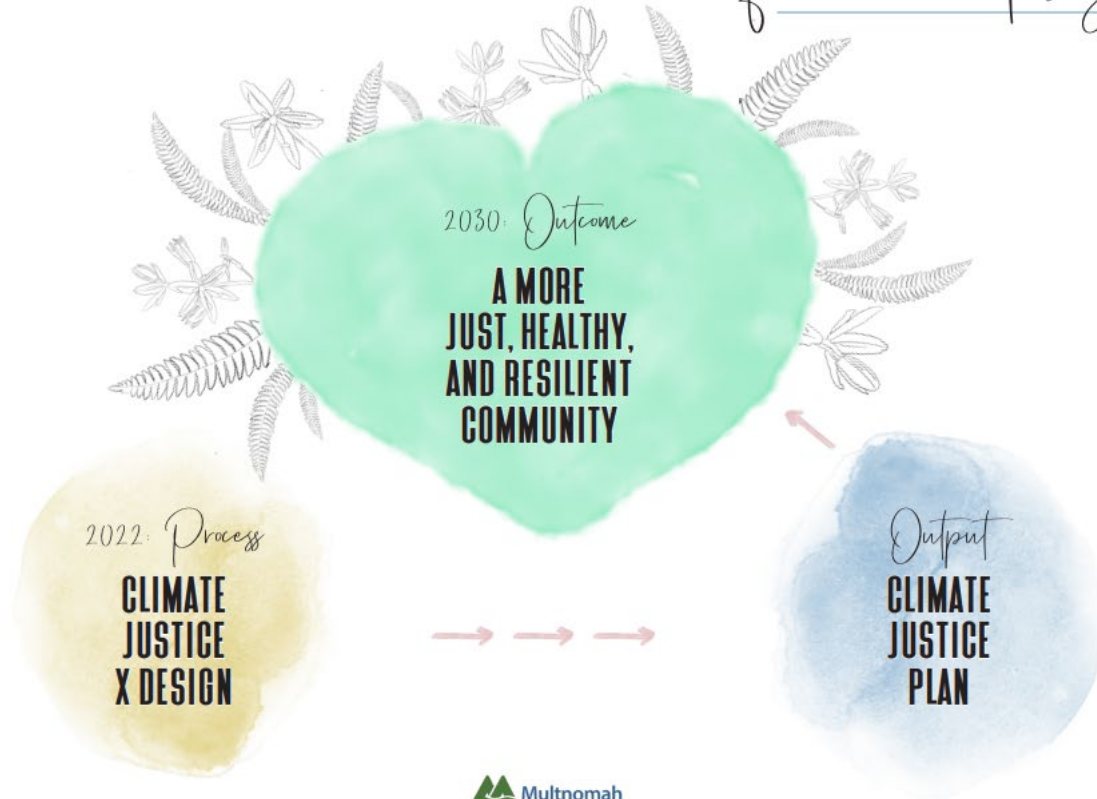 2030: Outcome
A MORE
JUST, HEALTHY,
AND RESILIENT
COMMUNITY
2022: Process
CLIMATE
JUSTICE
X DESIGN
Output
CLIMATE
JUSTICE
PLAN
Multnomah